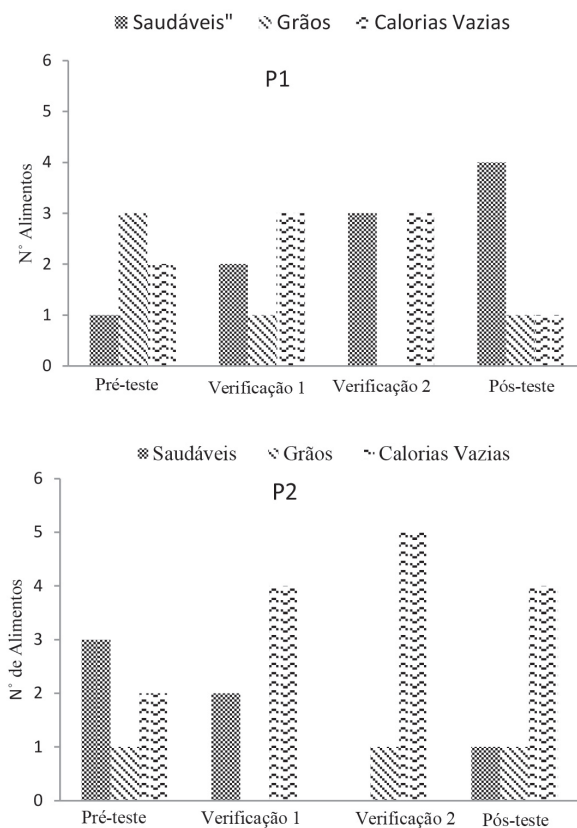 Saudáveis" Grãos Calorias Vazias
P1
N° Alimentos
6
5
4
3
2
1
0
Pré-teste Verificação 1 Verificação 2 Pós-teste
Saudáveis Grãos Calorias Vazias
P2
N° de Alimentos
6
5
4
3
2
1
0
Pré-teste Verificação 1 Verificação 2 Pós-teste